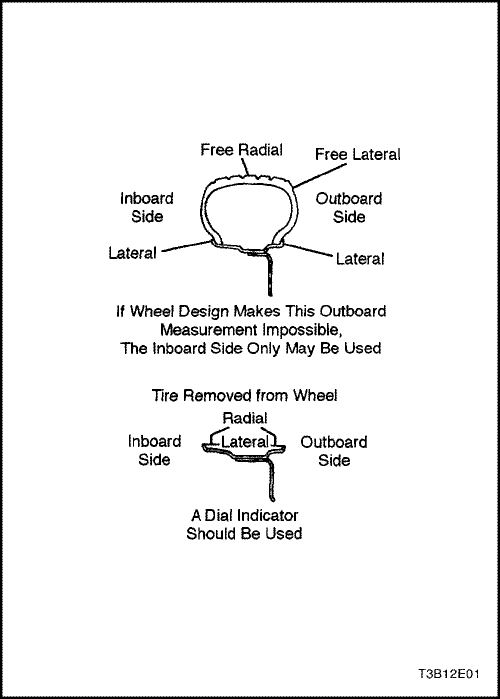 Free Radial
Free Lateral
Inboard
Side
Outboard
Side
Lateral
Lateral
If Wheel Design Makes This Outboard
Measurement Impossible,
The Inboard Side Only May Be Used
Tire Removed from Wheel
Radial
Inboard
Side
Lateral
Outboard
Side
A Dial Indicator
Should Be Used
T3B12E01